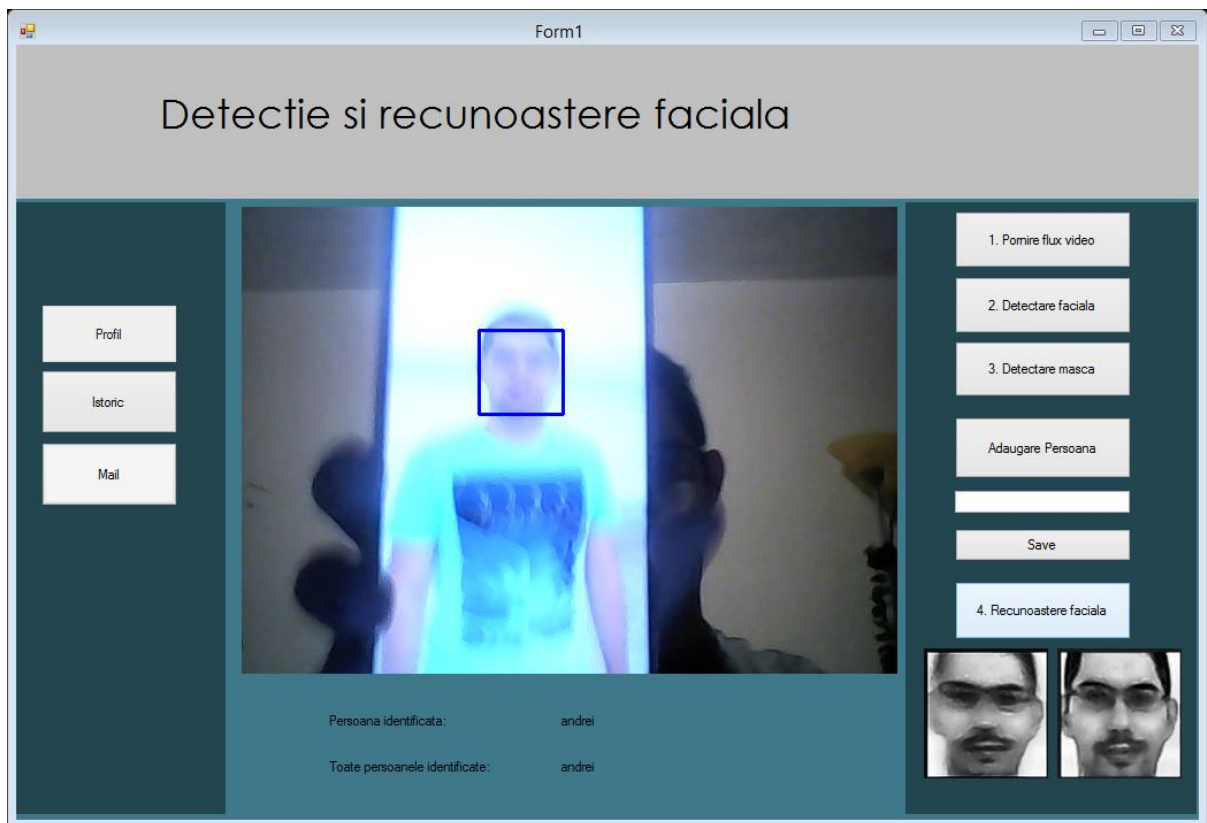 Form1
Detectie si recunoastere faciala
Profil
Istoric
Mail
Persoana identificata: andrei
Toate persoanele identificate: andrei
1. Pornire flux video
2. Detectare faciala
3. Detectare masca
Adaugare Persoana
Save
4. Recunoastere faciala